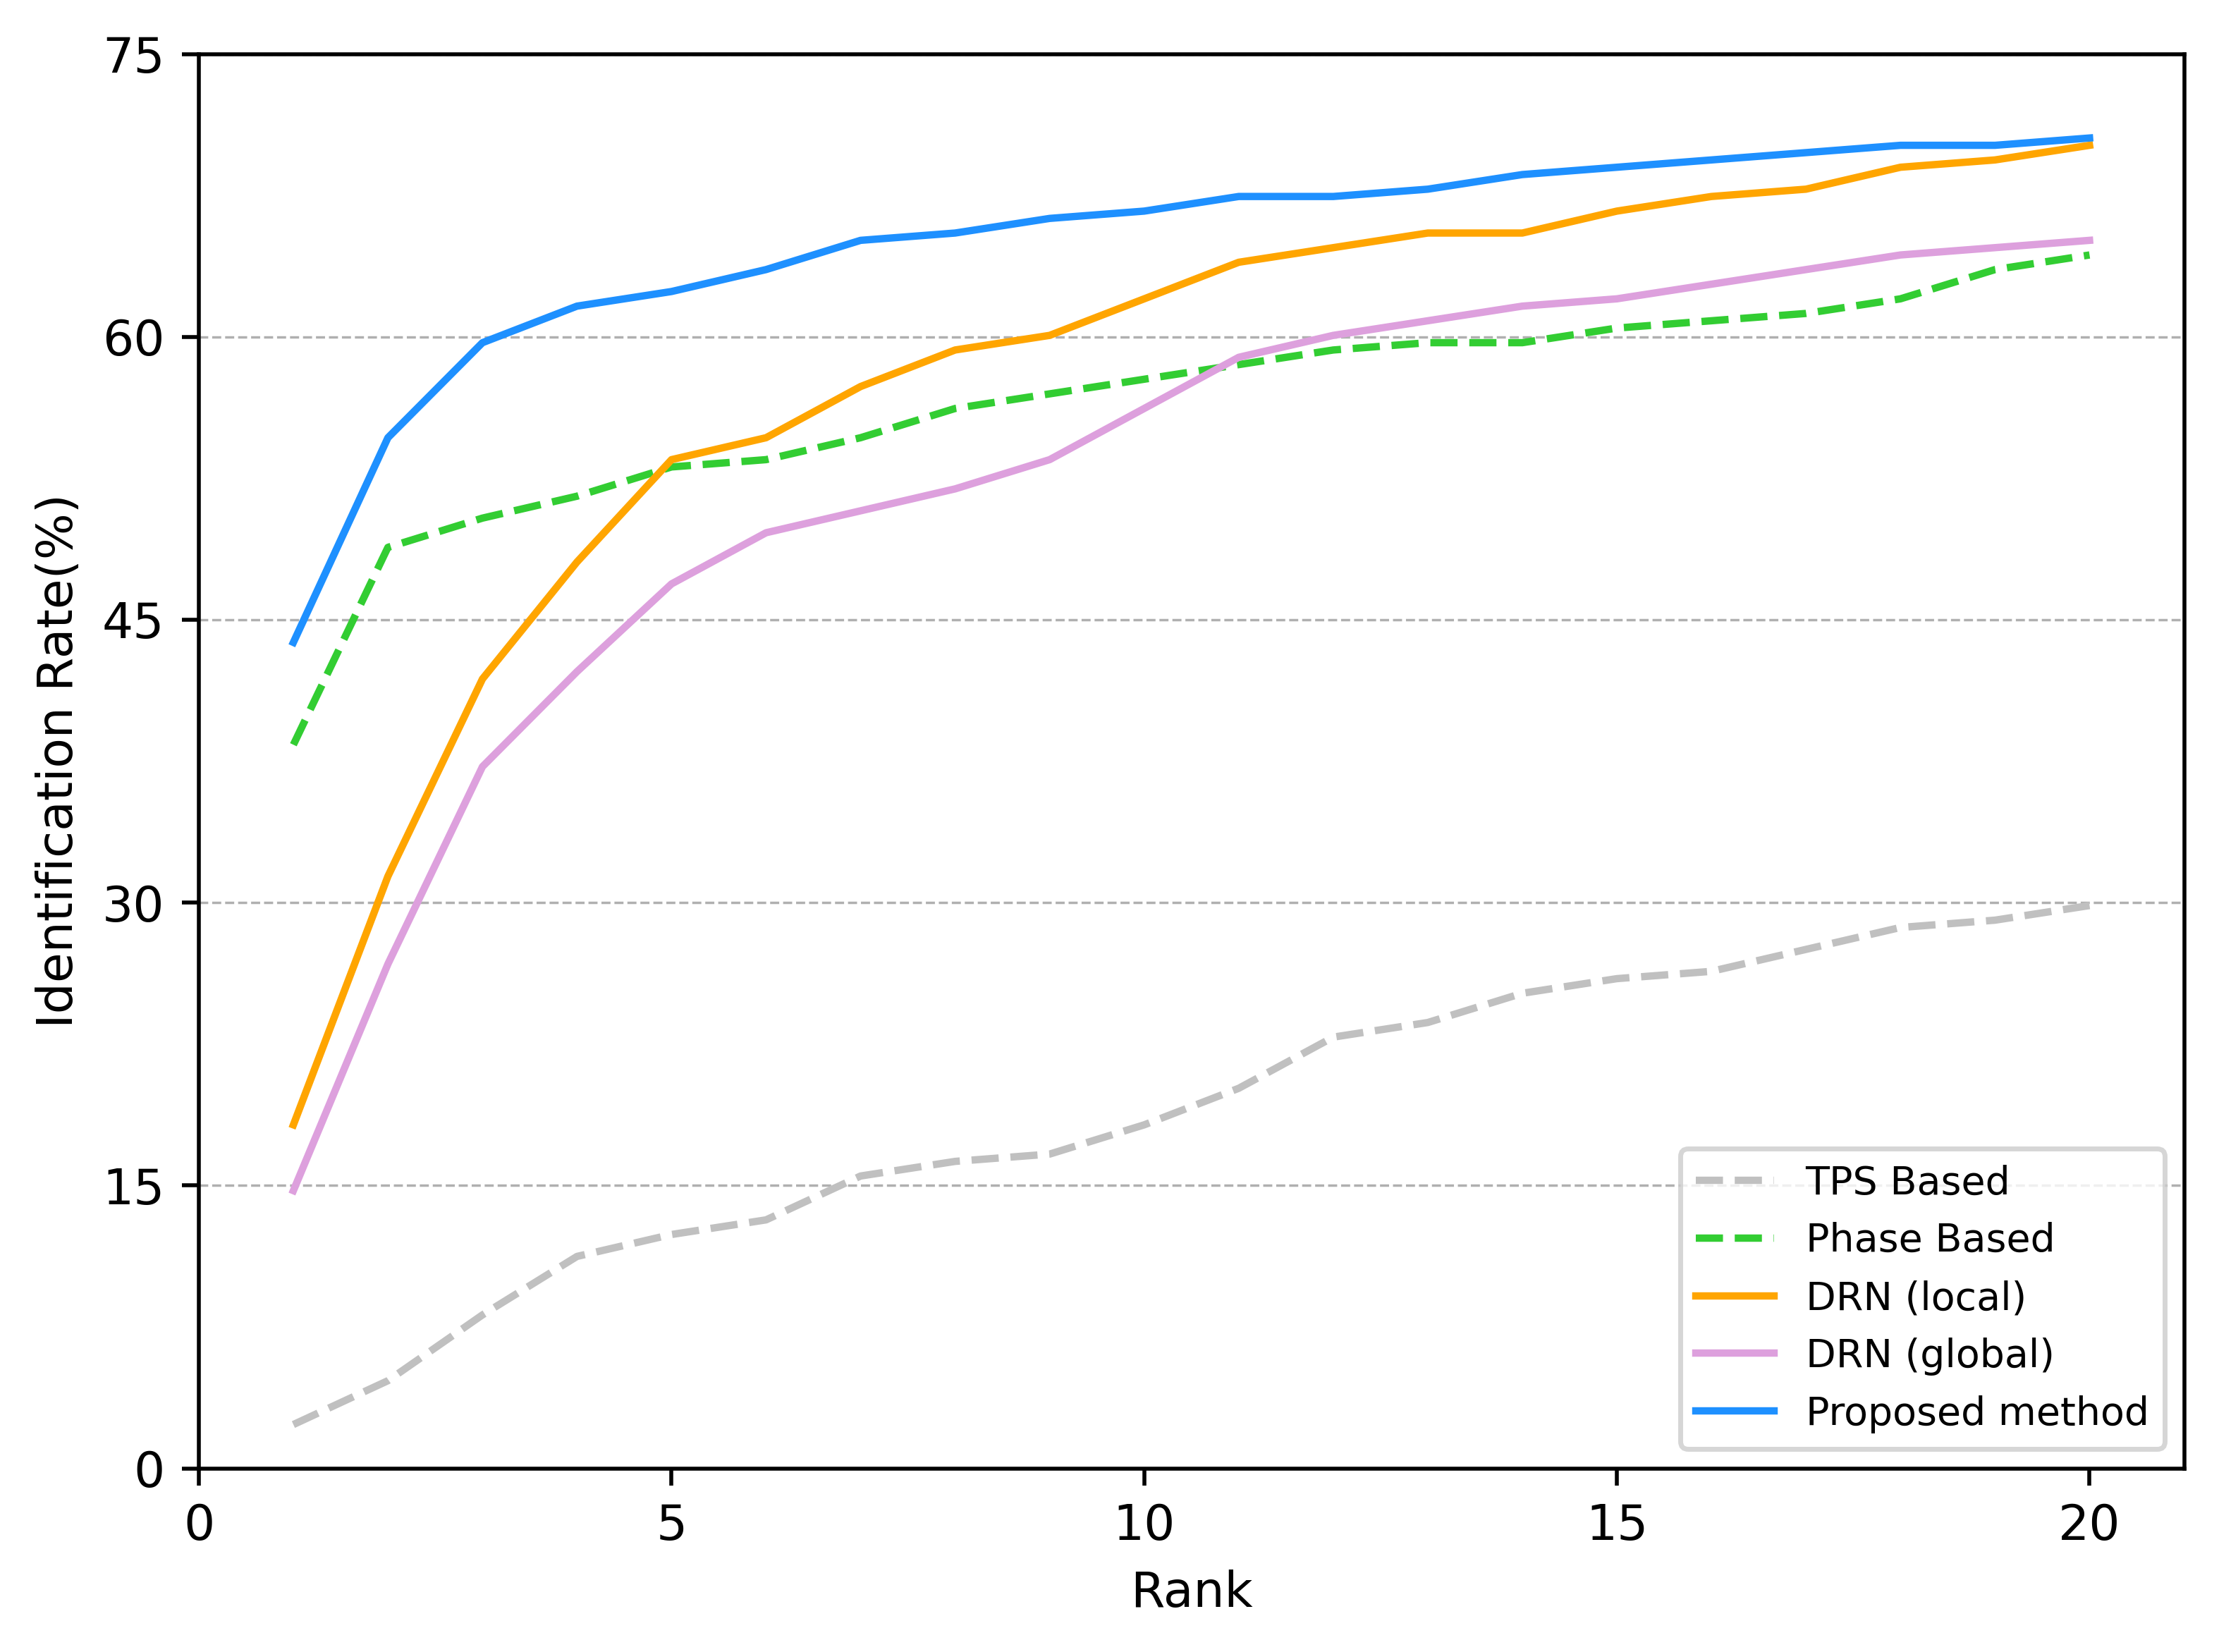 75
60
45
30
15
0
Identification Rate(%)
0 5 10 15 20
Rank
TPS Based
Phase Based
DRN (local)
DRN (global)
Proposed method